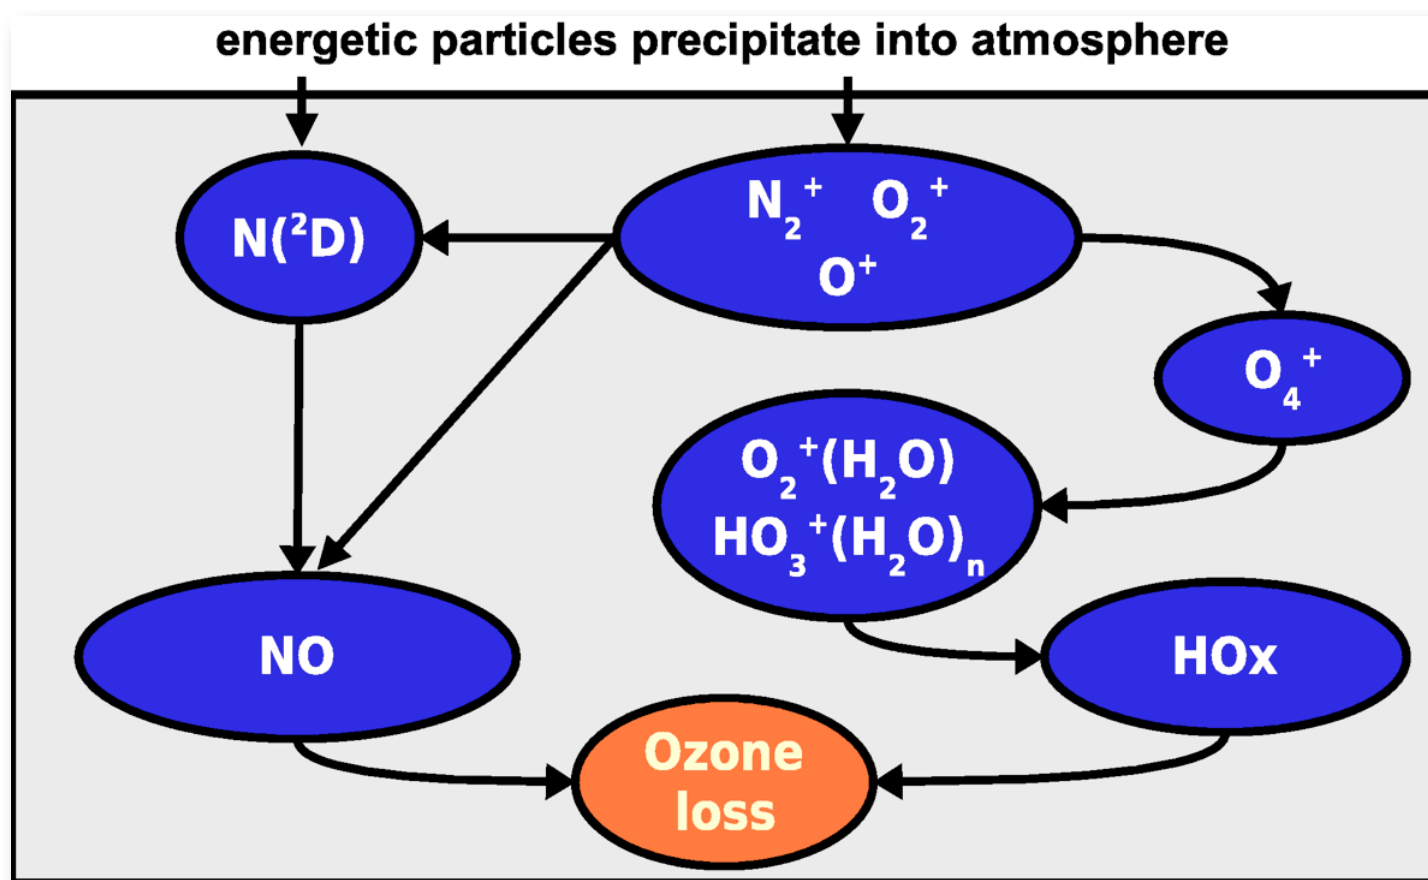 energetic particles precipitate into atmosphere
N(²D)
N₂⁺ O₂⁺
O⁺
O₄⁺
O₂⁺(H₂O)
HO₃⁺(H₂O)ₙ
NO
HOx
Ozone
loss